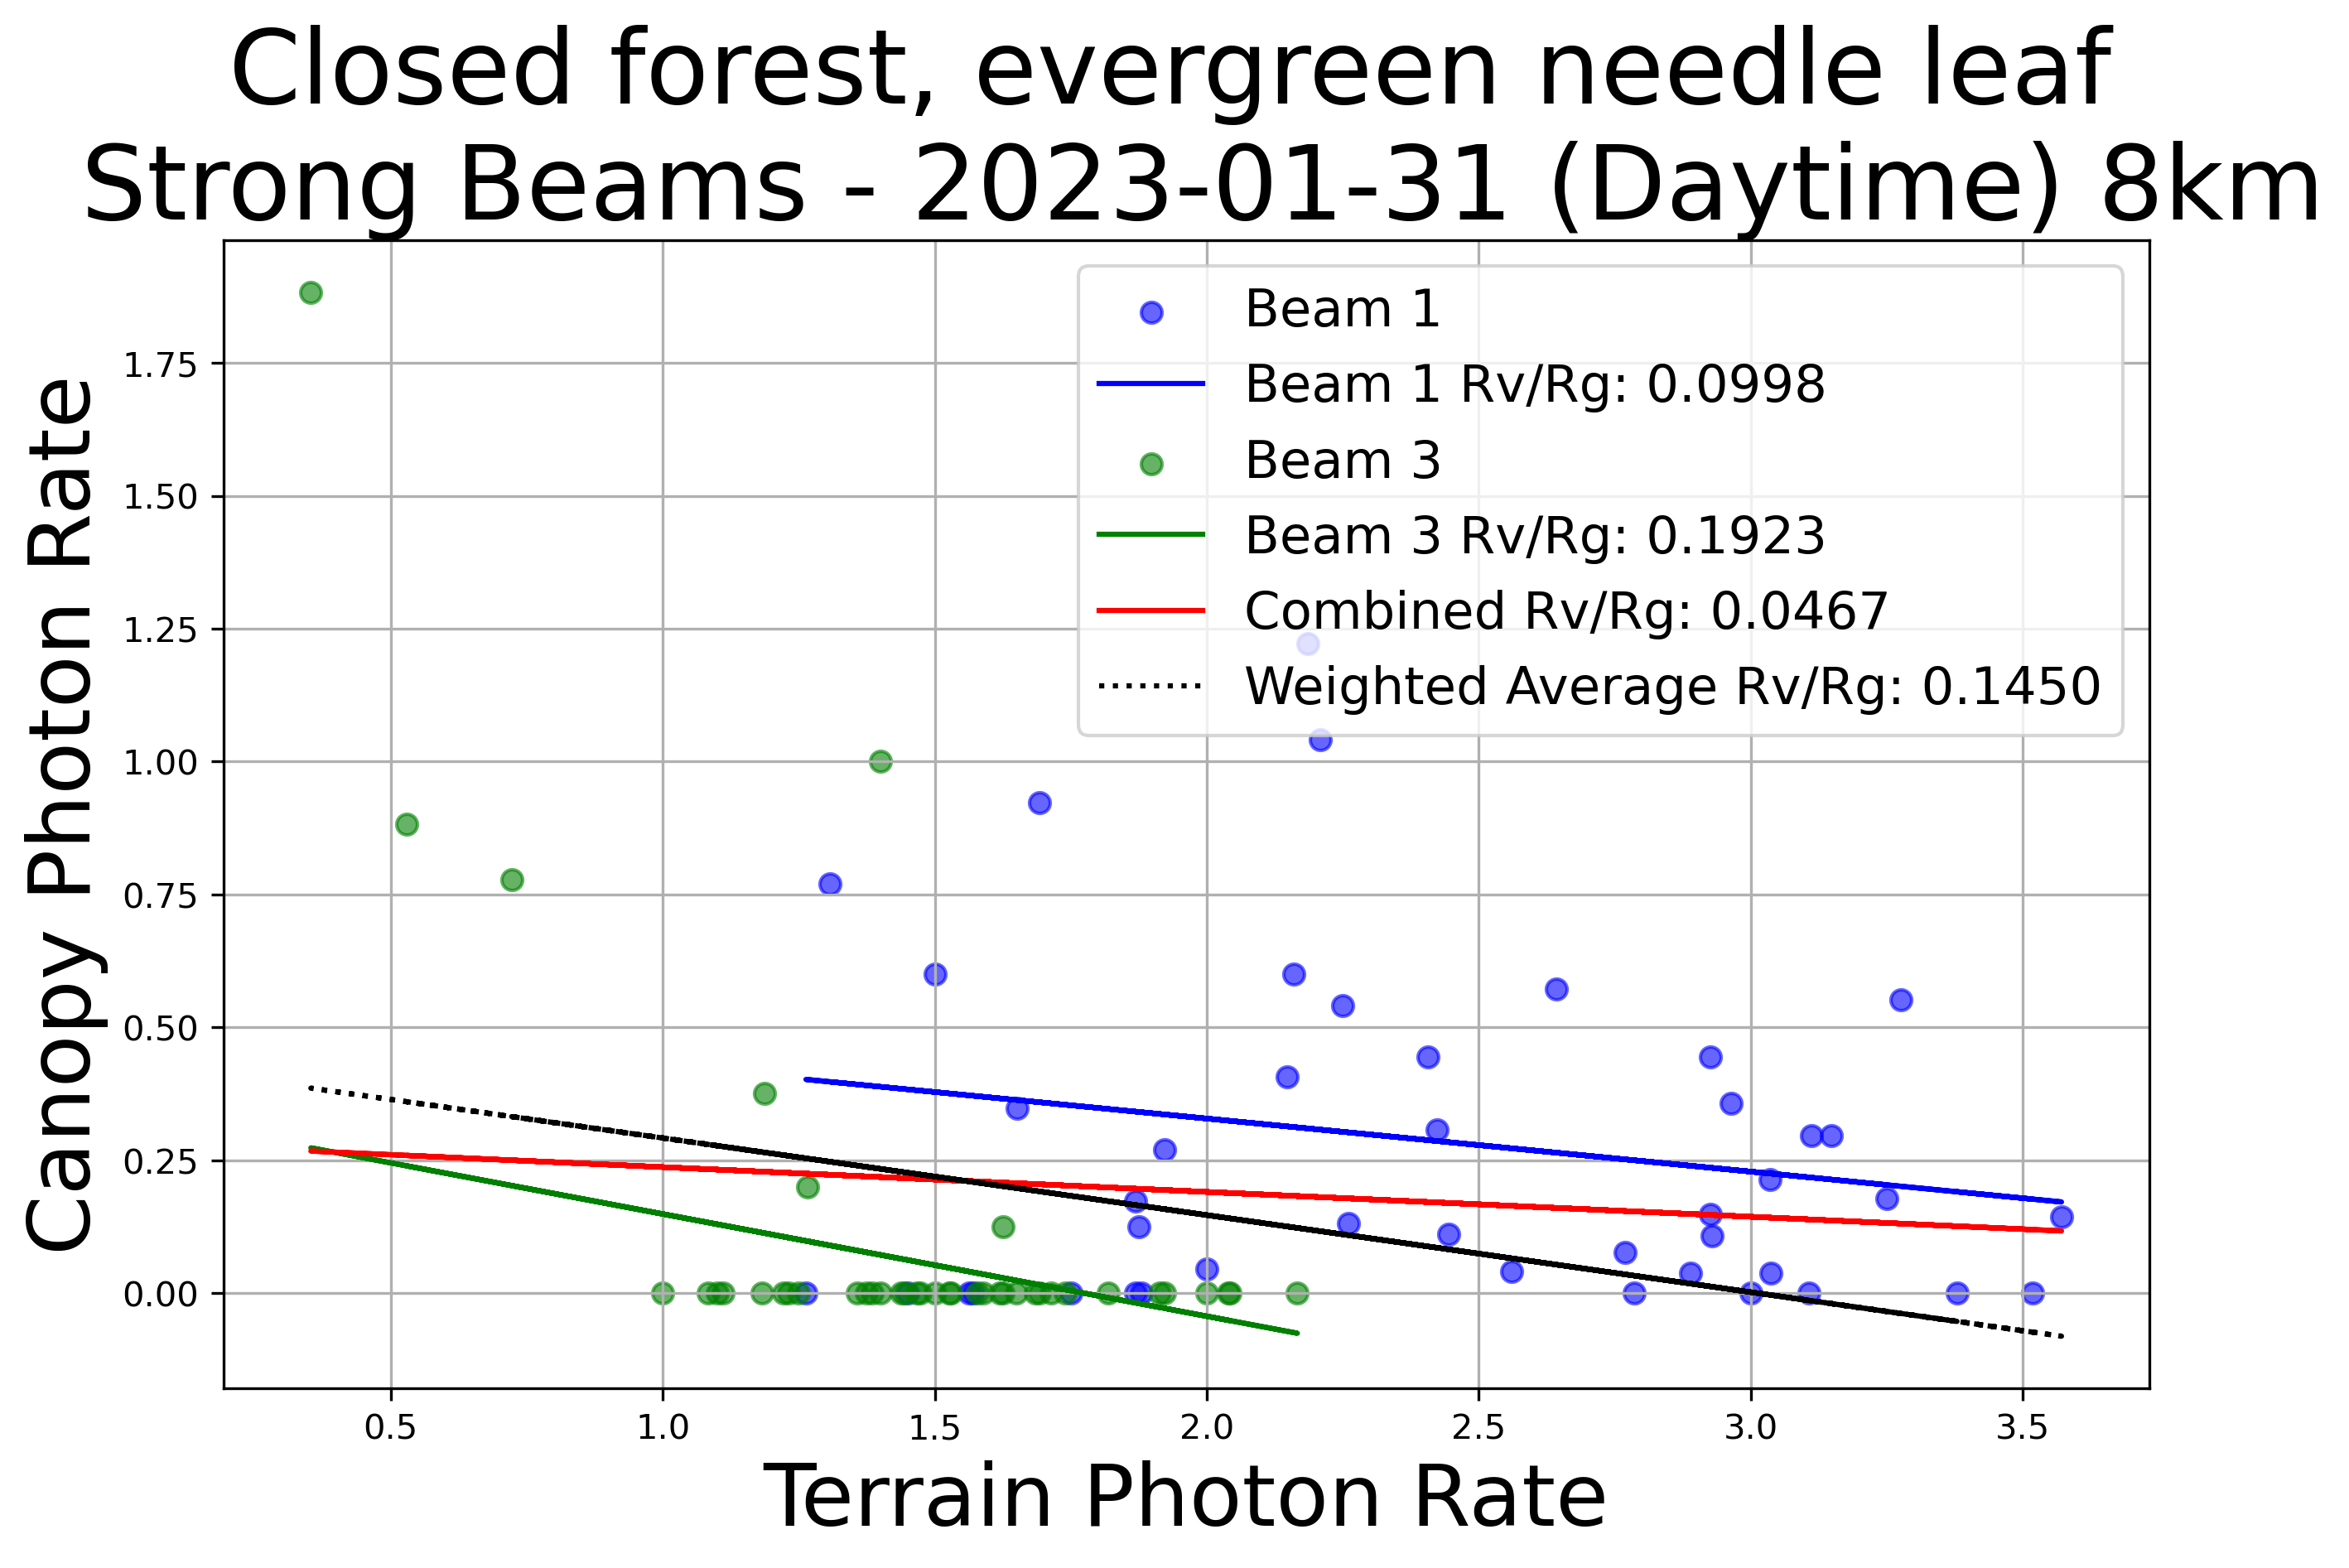 Closed forest, evergreen needle leaf
Strong Beams - 2023-01-31 (Daytime) 8km
Beam 1
Beam 1 Rv/Rg: 0.0998
Beam 3
Beam 3 Rv/Rg: 0.1923
Combined Rv/Rg: 0.0467
Weighted Average Rv/Rg: 0.1450
Canopy Photon Rate
1.75
1.50
1.25
1.00
0.75
0.50
0.25
0.00
0.5 1.0 1.5 2.0 2.5 3.0 3.5
Terrain Photon Rate